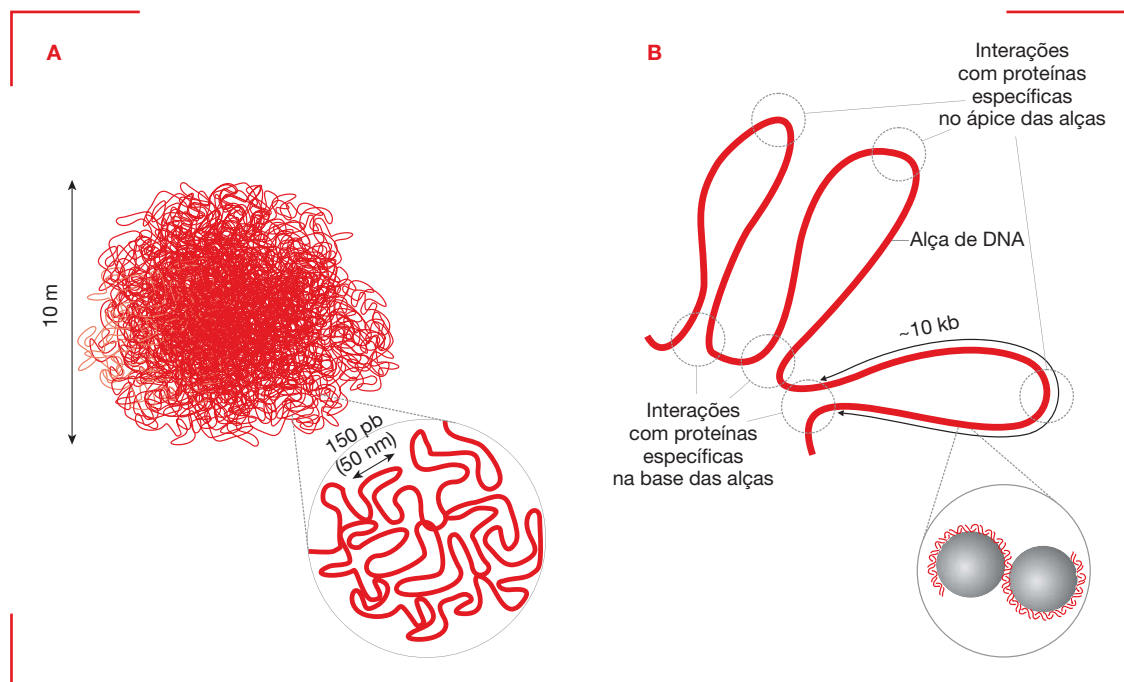 A
10 m
150 pb
(50 nm)
B
Interações
com proteínas
específicas
no ápice das alças
Alça de DNA
~10 kb
Interações
com proteínas
específicas
na base das alças